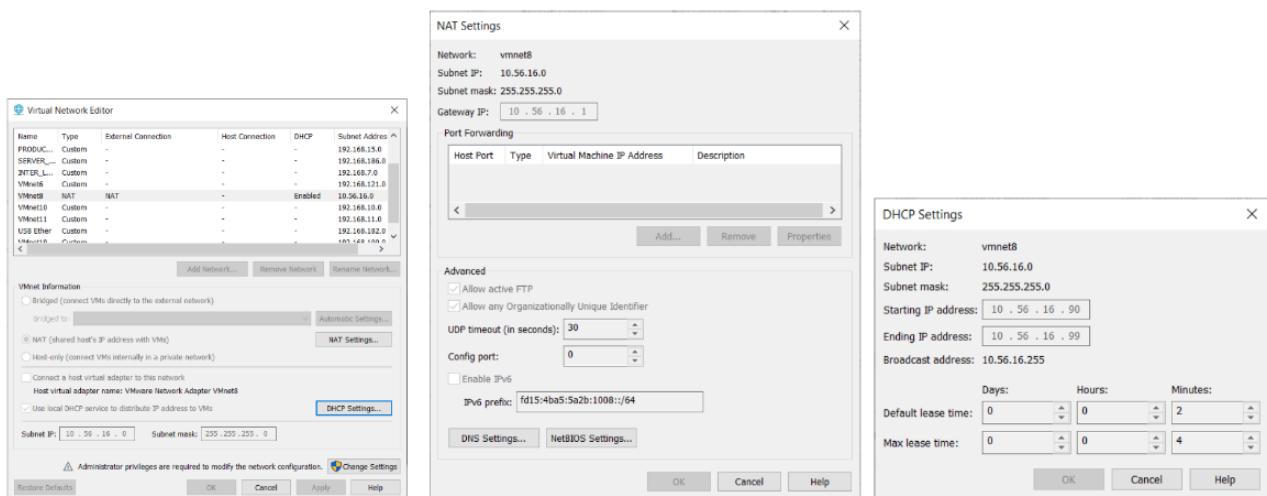 Virtual Network Editor
Name Type External Connection Host Connection DHCP Subnet Addres
PRODUC... Custom - - - 192.168.15.0
SERVER_... Custom - - - 192.168.186.0
INTER_L... Custom - - - 192.168.7.0
VMnet6 Custom - - - 192.168.121.0
VMnet8 NAT NAT - Enabled 10.56.16.0
VMnet10 Custom - - - 192.168.10.0
VMnet11 Custom - - - 192.168.11.0
USB Ether Custom - - - 192.168.182.0
Custom
Add Network... Remove Network Rename Network...
VMnet Information
Bridged (connect VMs directly to the external network)
Bridged to: Automatic Settings...
NAT (shared host's IP address with VMs) NAT Settings...
Host-only (connect VMs internally in a private network)
Connect a host virtual adapter to this network
Host virtual adapter name: VMware Network Adapter VMnet8
Use local DHCP service to distribute IP address to VMs DHCP Settings...
Subnet IP: 10 . 56 . 16 . 0 Subnet mask: 255 . 255 . 255 . 0
Administrator privileges are required to modify the network configuration. Change Settings
Restore Defaults OK Cancel Apply Help
NAT Settings
Network: vmnet8
Subnet IP: 10.56.16.0
Subnet mask: 255.255.255.0
Gateway IP: 10 . 56 . 16 . 1
Port Forwarding
Host Port Type Virtual Machine IP Address Description
Add... Remove Properties
Advanced
Allow active FTP
Allow any Organizationally Unique Identifier
UDP timeout (in seconds): 30
Config port: 0
Enable IPv6
IPv6 prefix: fd15:4ba5:5a2b:1008::/64
DNS Settings... NetBIOS Settings...
OK Cancel Help
DHCP Settings
Network: vmnet8
Subnet IP: 10.56.16.0
Subnet mask: 255.255.255.0
Starting IP address: 10 . 56 . 16 . 90
Ending IP address: 10 . 56 . 16 . 99
Broadcast address: 10.56.16.255
Days: Hours: Minutes:
Default lease time: 0 0 2
Max lease time: 0 0 4
OK Cancel Help